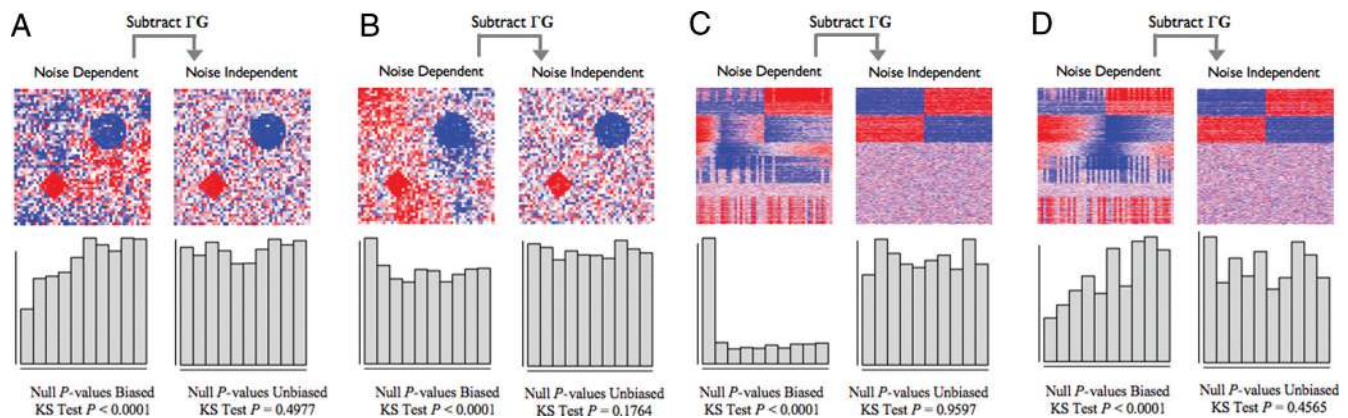 A
Subtract ΓG
Noise Dependent
Noise Independent
Null P-values Biased
KS Test P < 0.0001
Null P-values Unbiased
KS Test P = 0.4977
B
Subtract ΓG
Noise Dependent
Noise Independent
Null P-values Biased
KS Test P < 0.0001
Null P-values Unbiased
KS Test P = 0.1764
C
Subtract ΓG
Noise Dependent
Noise Independent
Null P-values Biased
KS Test P < 0.0001
Null P-values Unbiased
KS Test P = 0.9597
D
Subtract ΓG
Noise Dependent
Noise Independent
Null P-values Biased
KS Test P < 0.0001
Null P-values Unbiased
KS Test P = 0.4565